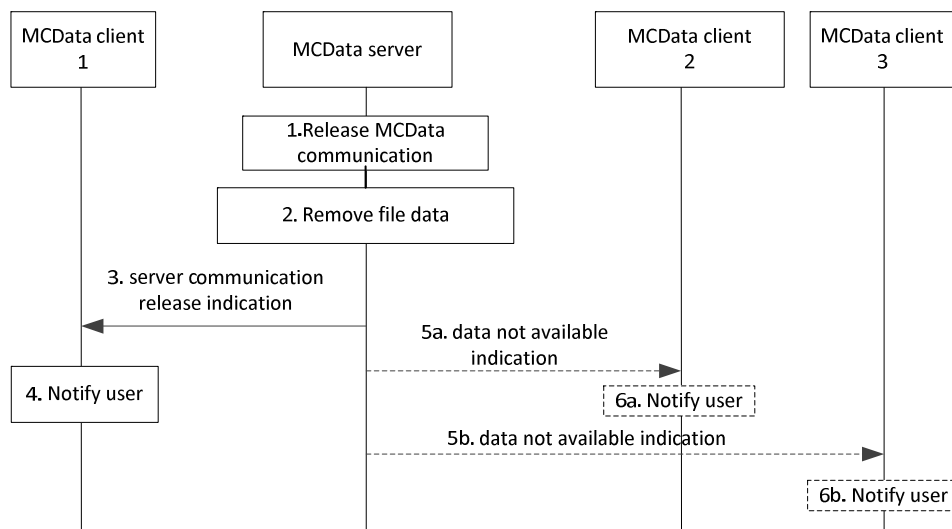 MCData client
1
MCData server
MCData client
2
MCData client
3
1.Release MCData
communication
2. Remove file data
3. server communication
release indication
5a. data not available
indication
4. Notify user
6a. Notify user
5b. data not available indication
6b. Notify user